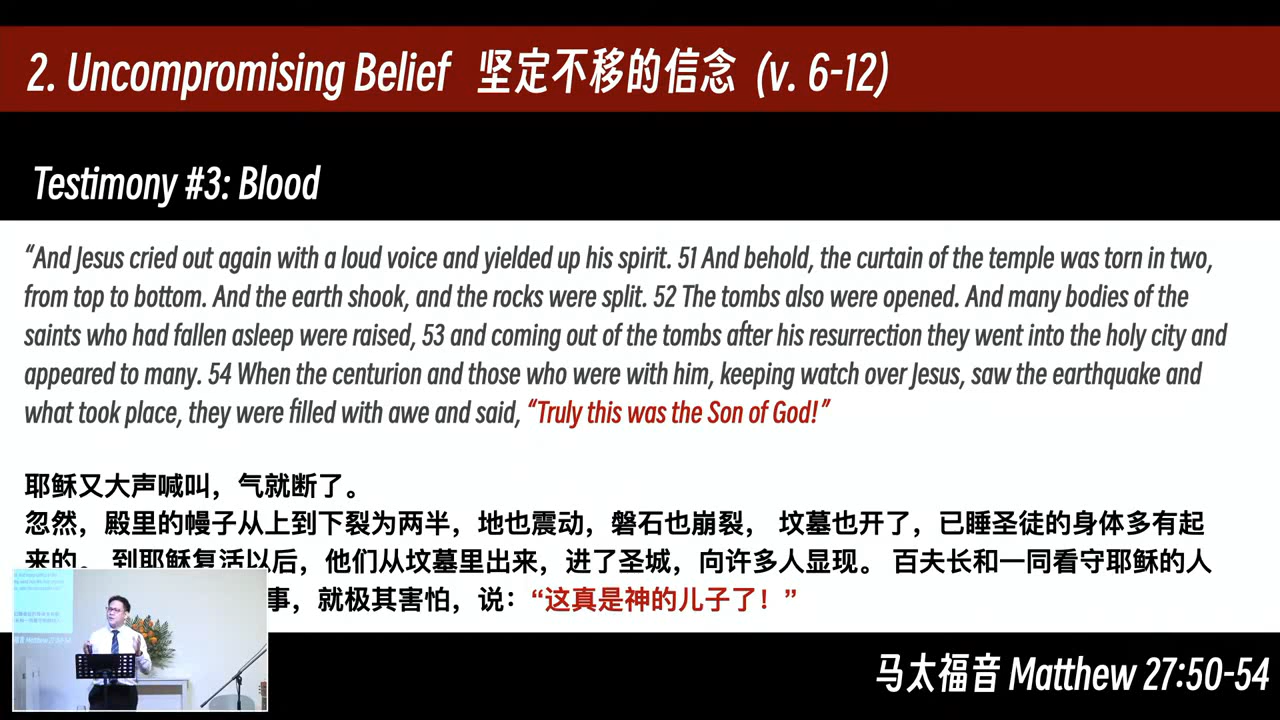 2. Uncompromising Belief 坚定不移的信念 (v. 6-12)
Testimony #3: Blood
“And Jesus cried out again with a loud voice and yielded up his spirit. 51 And behold, the curtain of the temple was torn in two,
from top to bottom. And the earth shook, and the rocks were split. 52 The tombs also were opened. And many bodies of the
saints who had fallen asleep were raised, 53 and coming out of the tombs after his resurrection they went into the holy city and
appeared to many. 54 When the centurion and those who were with him, keeping watch over Jesus, saw the earthquake and
what took place, they were filled with awe and said, “Truly this was the Son of God!”
耶稣又大声喊叫，气就断了。
忽然，殿里的幔子从上到下裂为两半，地也震动，磐石也崩裂， 坟墓也开了，已睡圣徒的身体多有起
来的。 到耶稣复活以后，他们从坟墓里出来，进了圣城，向许多人显现。 百夫长和一同看守耶稣的人
事，就极其害怕，说：“这真是神的儿子了！”
马太福音 Matthew 27:50-54